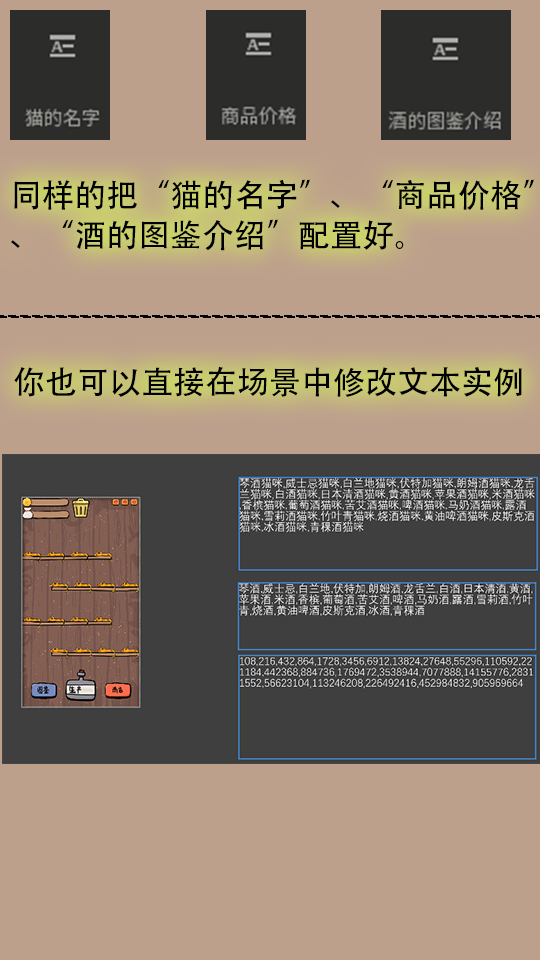 猫的名字
商品价格
酒的图鉴介绍
同样的把“猫的名字”、“商品价格”
、“酒的图鉴介绍”配置好。
你也可以直接在场景中修改文本实例
琴酒猫咪,威士忌猫咪,白兰地猫咪,伏特加猫咪,朗姆酒猫咪,龙舌
兰猫咪,白酒猫咪,日本清酒猫咪,黄酒猫咪,苹果酒猫咪,米酒猫咪
,香槟猫咪,葡萄酒猫咪,苦艾酒猫咪,啤酒猫咪,马奶酒猫咪,露酒
猫咪,雪莉酒猫咪,竹叶青猫咪,烧酒猫咪,黄油啤酒猫咪,皮斯克酒
猫咪,冰酒猫咪,青稞酒猫咪
琴酒,威士忌,白兰地,伏特加,朗姆酒,龙舌兰,白酒,日本清酒,黄酒,
苹果酒,米酒,香槟,葡萄酒,苦艾酒,啤酒,马奶酒,露酒,雪莉酒,竹叶
青,烧酒,黄油啤酒,皮斯克酒,冰酒,青稞酒
108,216,432,864,1728,3456,6912,13824,27648,55296,110592,22
1184,442368,884736,1769472,3538944,7077888,14155776,2831
1552,56623104,113246208,226492416,452984832,905969664
生产